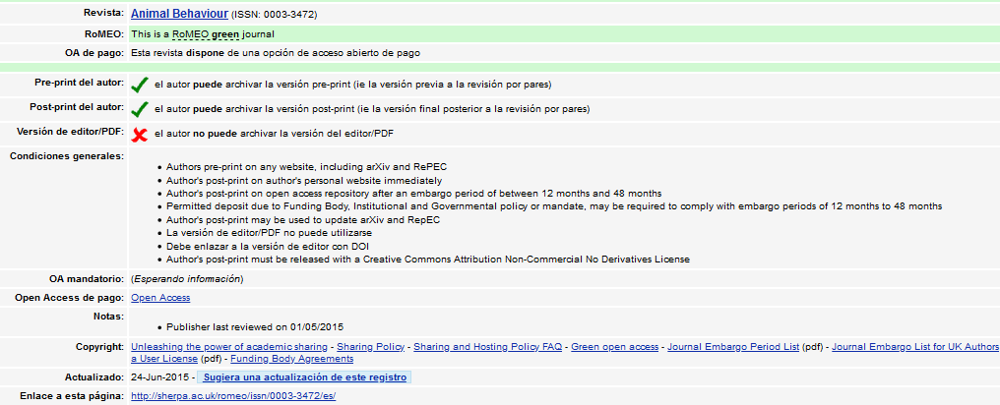 Revista: Animal Behaviour (ISSN: 0003-3472)
RoMEO: This is a RoMEO green journal
OA de pago: Esta revista dispone de una opción de acceso abierto de pago
Pre-print del autor: el autor puede archivar la versión pre-print (ie la versión previa a la revisión por pares)
Post-print del autor: el autor puede archivar la versión post-print (ie la versión final posterior a la revisión por pares)
Versión de editor/PDF: el autor no puede archivar la versión del editor/PDF
Condiciones generales:
• Authors pre-print on any website, including arXiv and RePEC
• Author's post-print on author's personal website immediately
• Author's post-print on open access repository after an embargo period of between 12 months and 48 months
• Permitted deposit due to Funding Body, Institutional and Governmental policy or mandate, may be required to comply with embargo periods of 12 months to 48 months
• Author's post-print may be used to update arXiv and RepEC
• La versión de editor/PDF no puede utilizarse
• Debe enlazar a la versión de editor con DOI
• Author's post-print must be released with a Creative Commons Attribution Non-Commercial No Derivatives License
OA mandatorio: (Esperando información)
Open Access de pago: Open Access
Notas:
• Publisher last reviewed on 01/05/2015
Copyright: Unleashing the power of academic sharing - Sharing Policy - Sharing and Hosting Policy FAQ - Green open access - Journal Embargo Period List (pdf) - Journal Embargo List for UK Authors
a User License (pdf) - Funding Body Agreements
Actualizado: 24-Jun-2015 - Sugiera una actualización de este registro
Enlace a esta página: http://sherpa.ac.uk/romeo/issn/0003-3472/es/